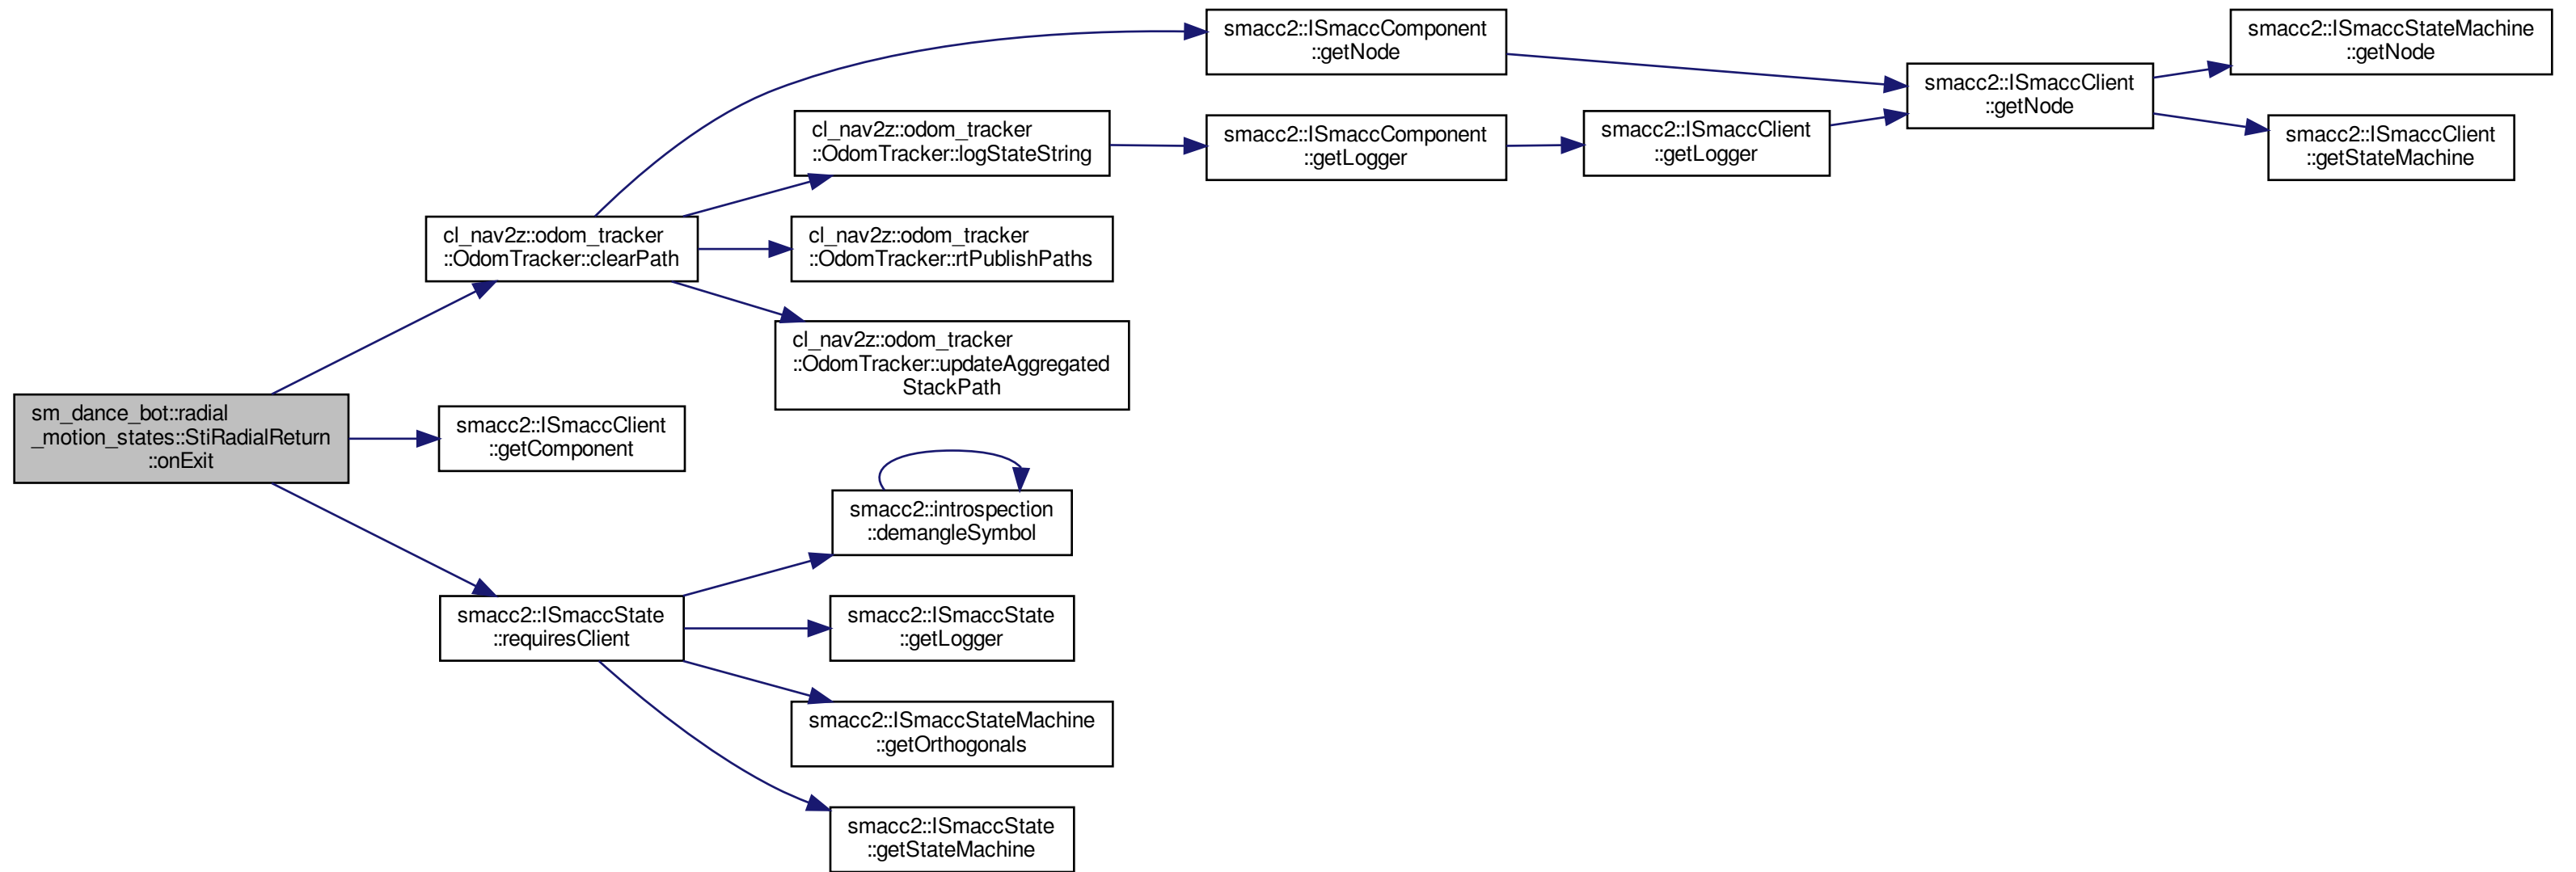 smacc2::ISmaccComponent
::getNode
smacc2::ISmaccStateMachine
::getNode
smacc2::ISmaccClient
::getNode
cl_nav2z::odom_tracker
::OdomTracker::logStateString
smacc2::ISmaccComponent
::getLogger
smacc2::ISmaccClient
::getLogger
smacc2::ISmaccClient
::getStateMachine
cl_nav2z::odom_tracker
::OdomTracker::clearPath
cl_nav2z::odom_tracker
::OdomTracker::rtPublishPaths
cl_nav2z::odom_tracker
::OdomTracker::updateAggregated
StackPath
sm_dance_bot::radial
_motion_states::StiRadialReturn
::onExit
smacc2::ISmaccClient
::getComponent
smacc2::introspection
::demangleSymbol
smacc2::ISmaccState
::requiresClient
smacc2::ISmaccState
::getLogger
smacc2::ISmaccStateMachine
::getOrthogonals
smacc2::ISmaccState
::getStateMachine